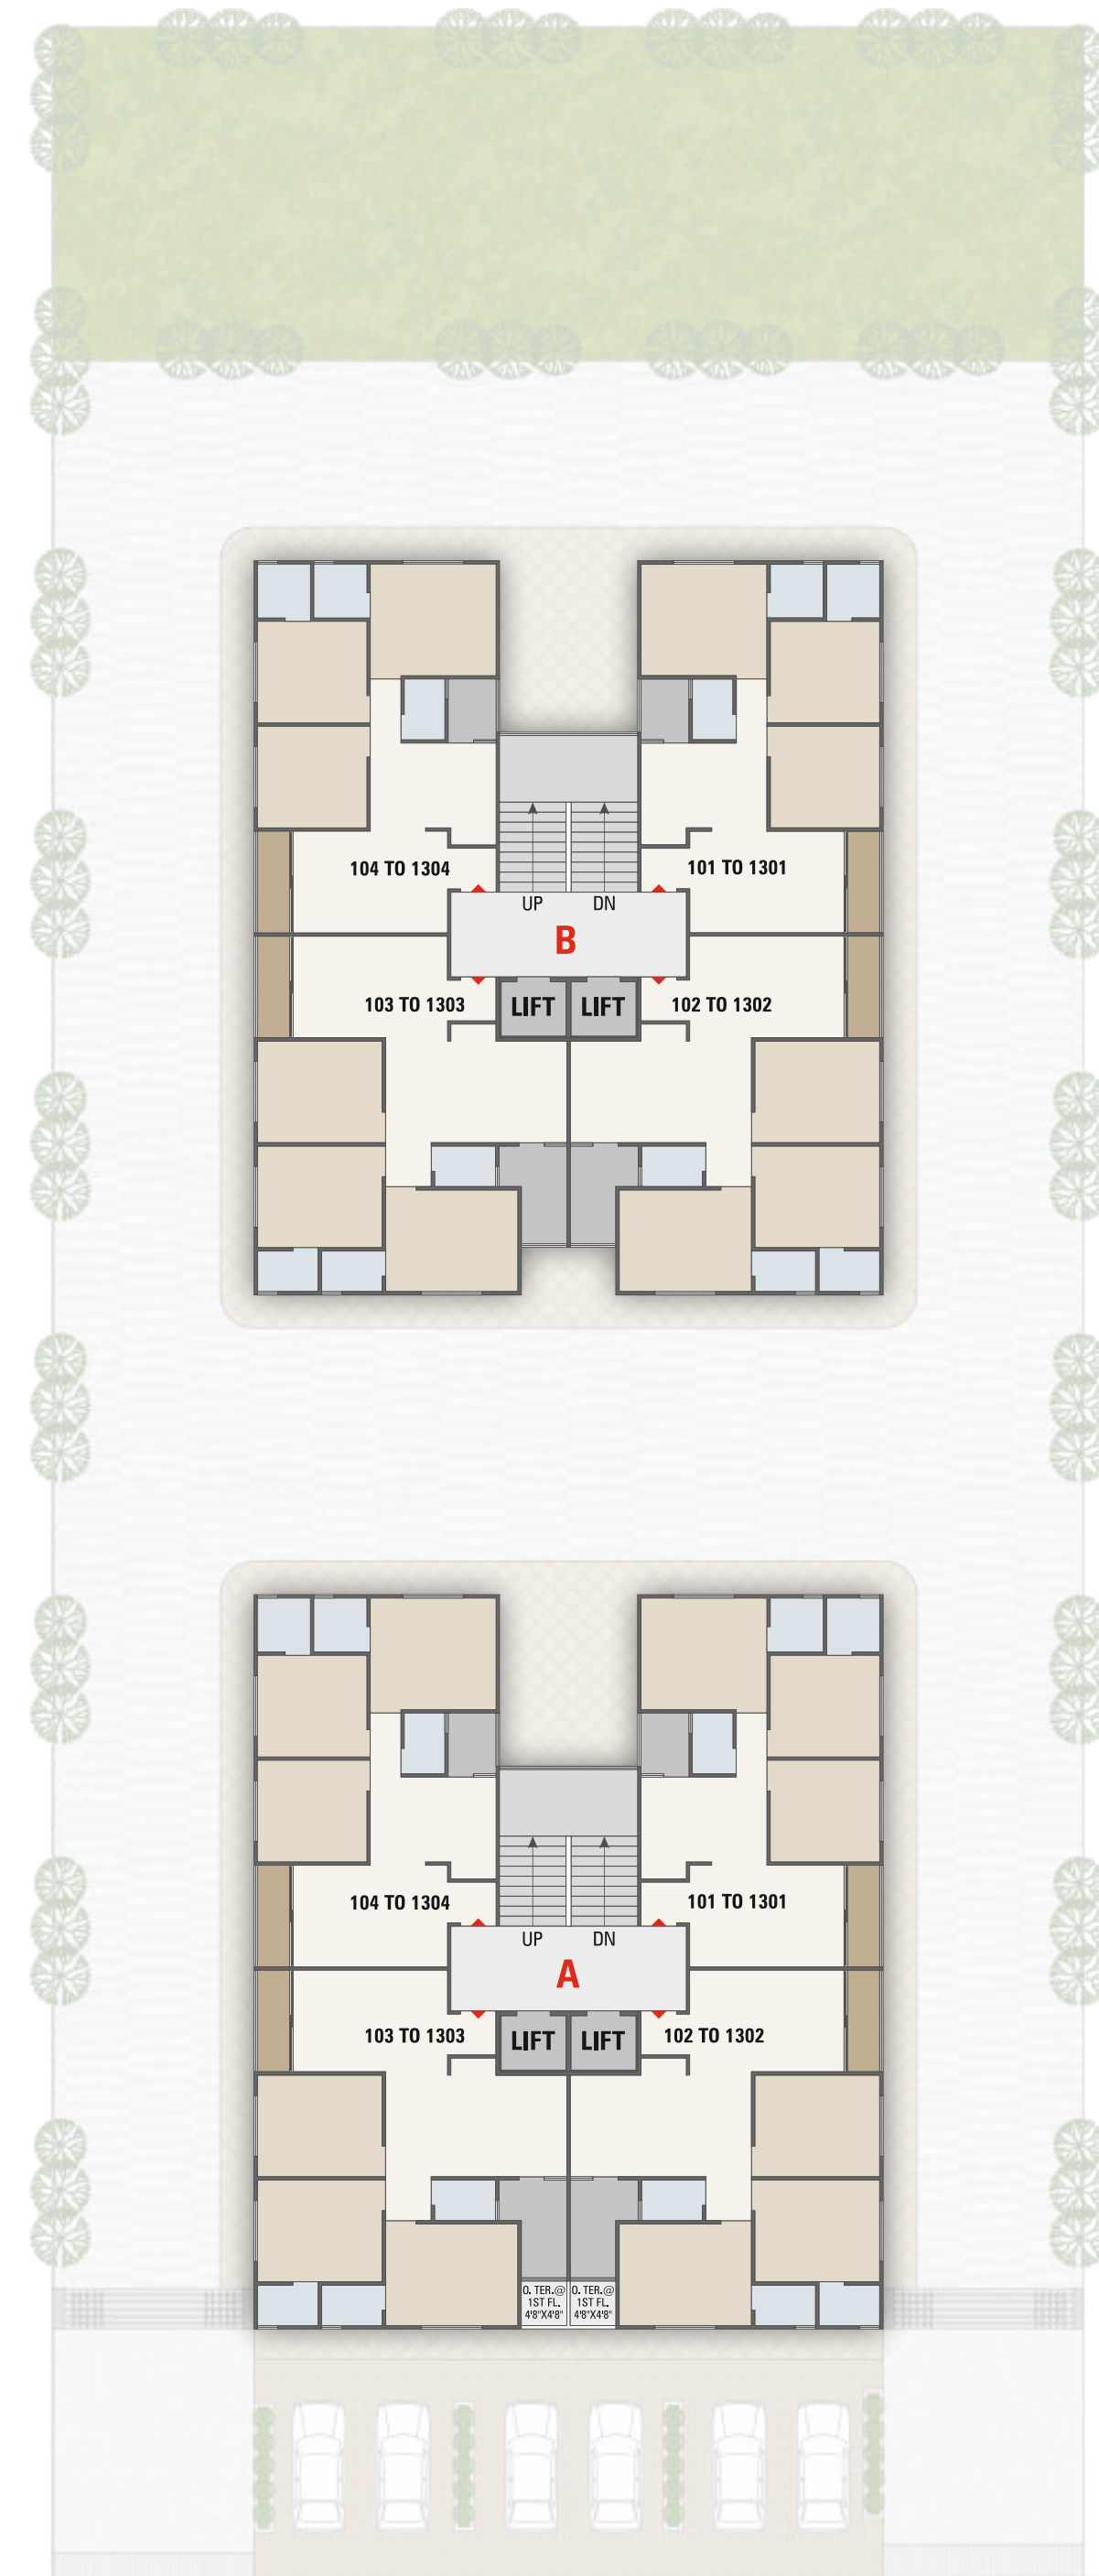 104 TO 1304
101 TO 1301
UP
DN
B
103 TO 1303
LIFT
LIFT
102 TO 1302
104 TO 1304
101 TO 1301
UP
DN
A
103 TO 1303
LIFT
LIFT
102 TO 1302
O. TER.@
1ST FL.
4'8"X4'8"
O. TER.@
1ST FL.
4'8"X4'8"